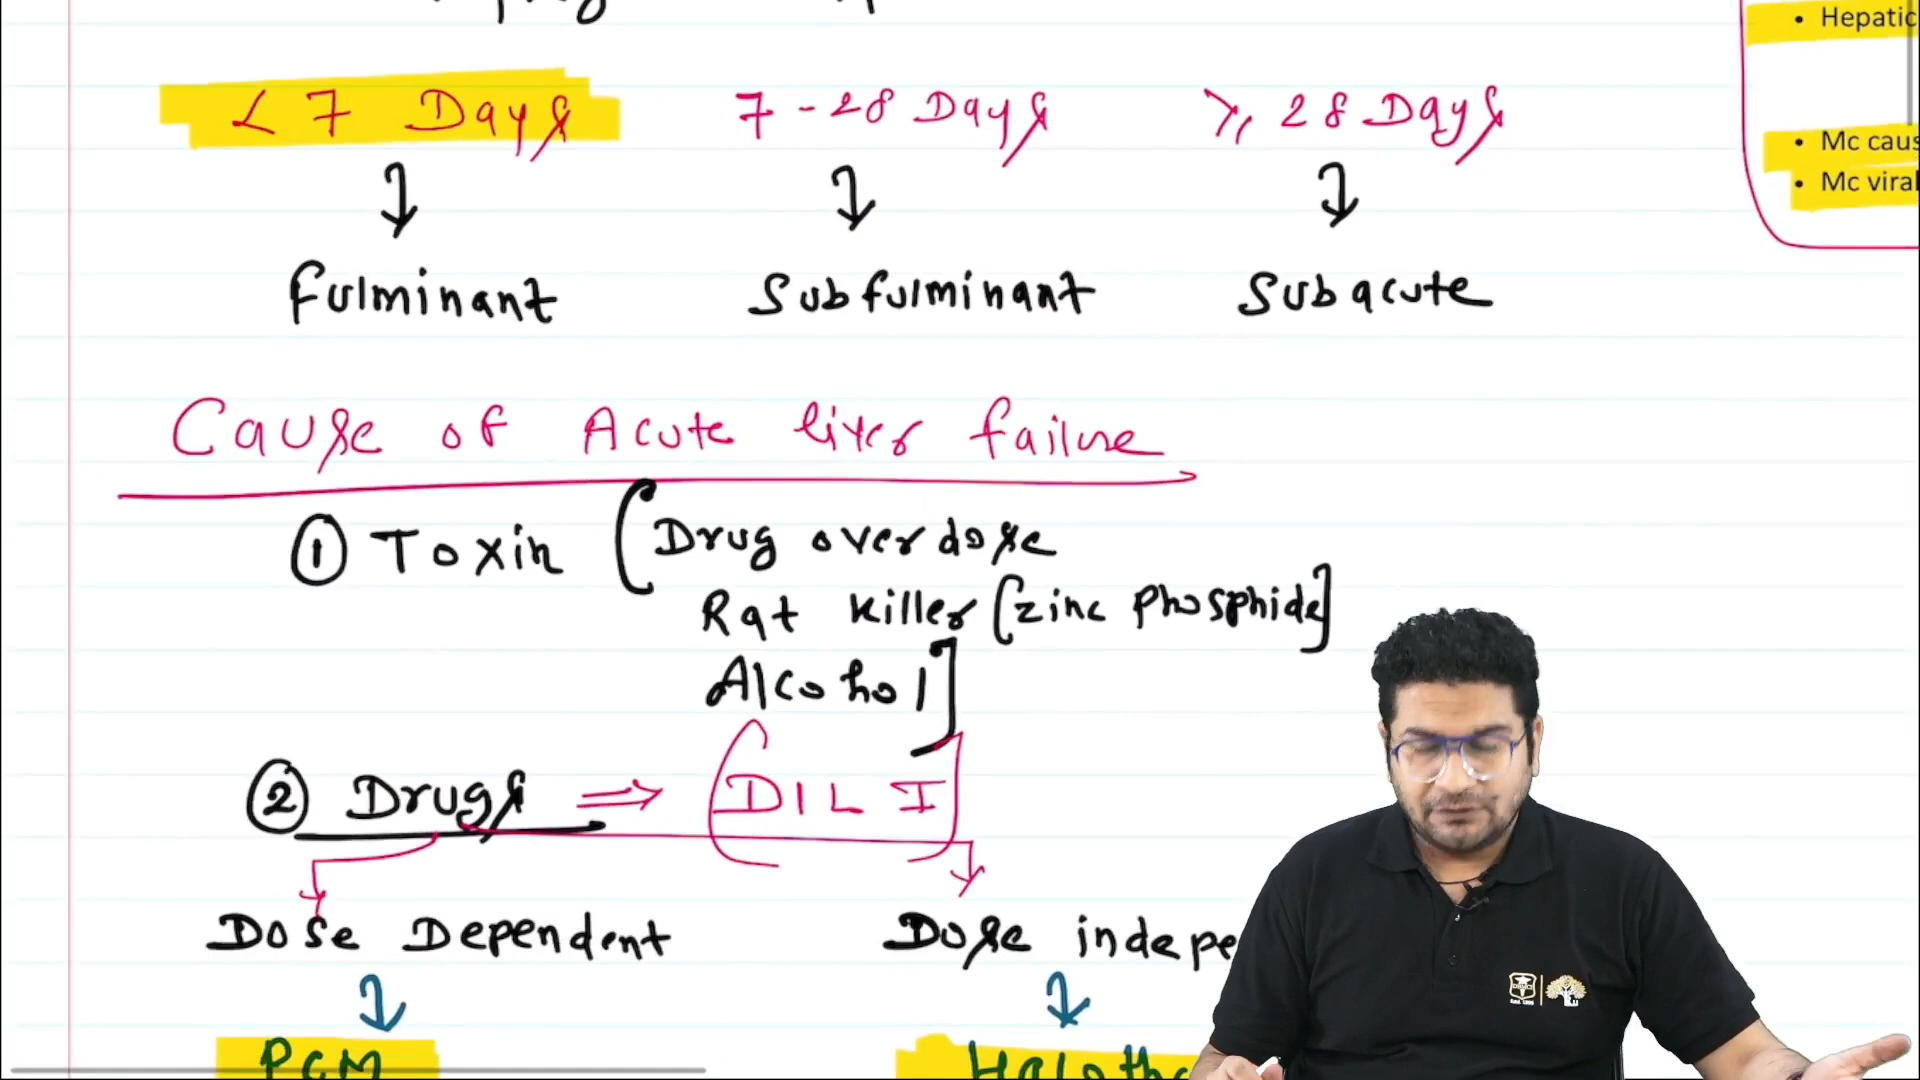 < 7 Days
7 - 28 Days
≥ 28 Days
Fulminant
Subfulminant
Subacute
Cause of Acute liver failure
① Toxin (Drug overdose
Rat killer [zinc phosphide]
Alcohol]
② Drugs ⇒ [DILI]
Dose Dependent
Dose indepe
PCM
Halotha
• Hepatic
• Mc caus
• Mc viral